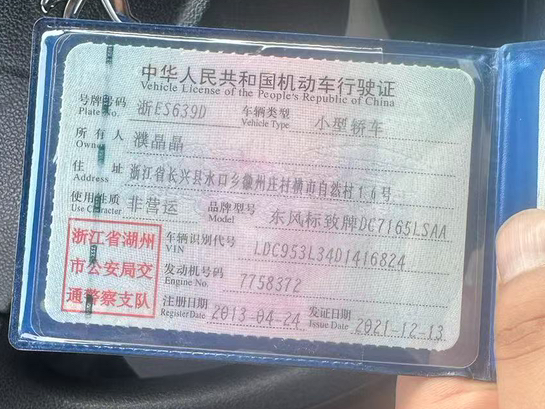 中华人民共和国机动车行驶证
Vehicle License of the People's Republic of China
号牌号码 浙ES639D 车辆类型 小型轿车
Plate No. Vehicle Type
所有人 濮晶晶
Owner
住址 浙江省长兴县水口乡徽州庄村横市自然村16号
Address
使用性质 非营运 品牌型号 东风标致牌DC7165LSAA
Use Character Model
浙江省湖州
市公安局交
通警察支队
车辆识别代号 LDC953L34D1416824
VIN
发动机号码 7758372
Engine No.
注册日期 2013-04-24 发证日期 2021-12-13
Register Date Issue Date